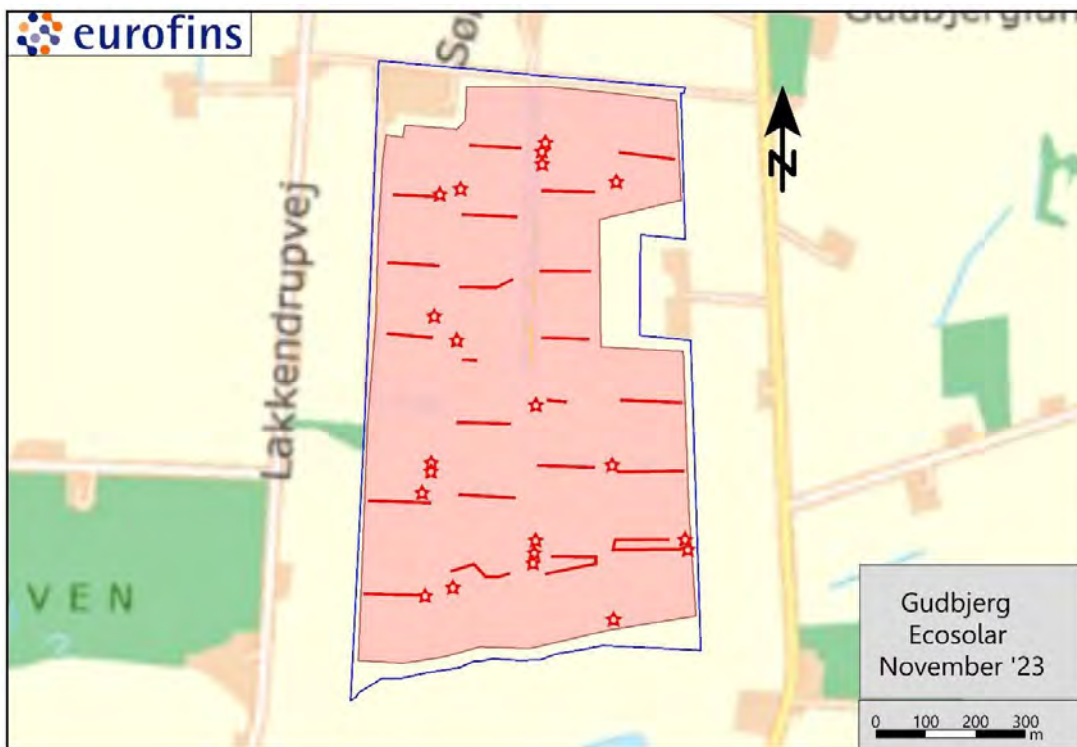 eurofins
Lakkendrupvej
VEN
N
Gudbjerg
Ecosolar
November '23
0 100 200 300
m